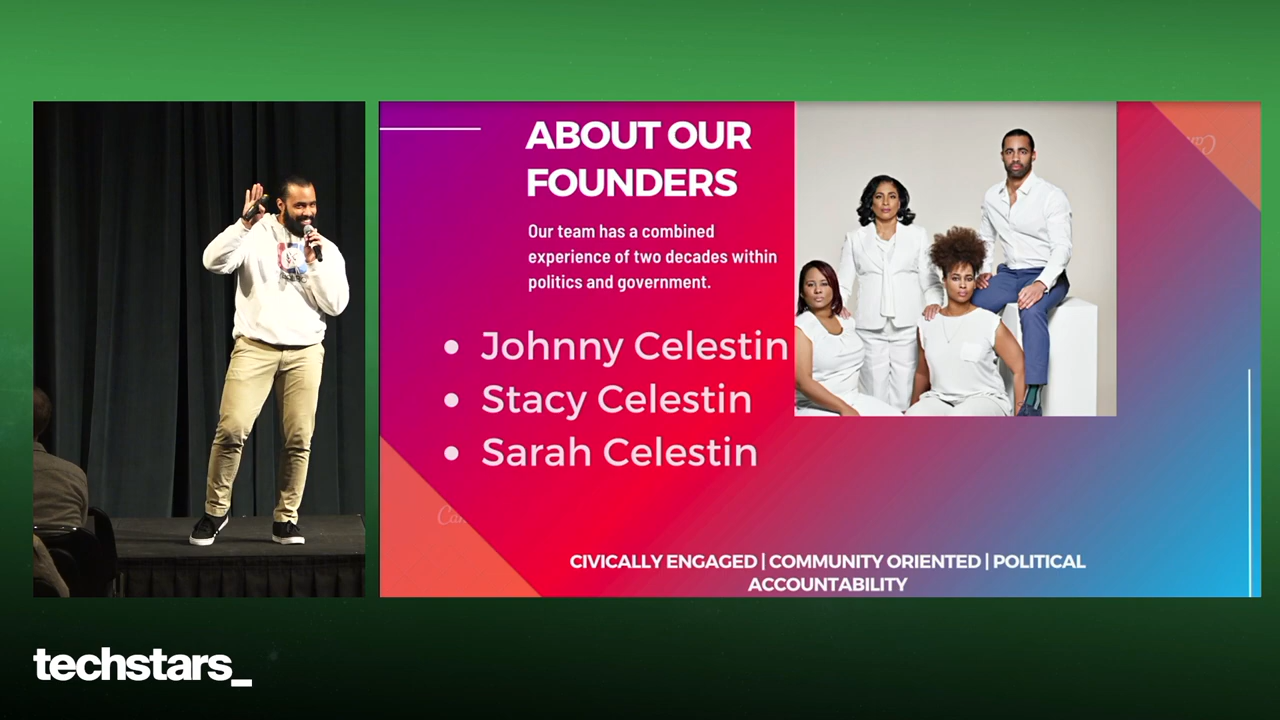 ABOUT OUR
FOUNDERS
Our team has a combined
experience of two decades within
politics and government.
• Johnny Celestin
• Stacy Celestin
• Sarah Celestin
CIVICALLY ENGAGED | COMMUNITY ORIENTED | POLITICAL
ACCOUNTABILITY
techstars_